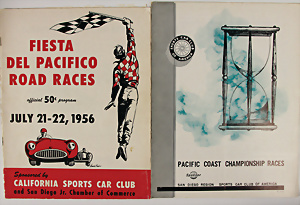 FIESTA
DEL PACIFICO
ROAD RACES
official 50¢ program
JULY 21-22, 1956
Sponsored by
CALIFORNIA SPORTS CAR CLUB
and San Diego Jr. Chamber of Commerce
PACIFIC COAST CHAMPIONSHIP RACES
SAN DIEGO REGION SPORTS CAR CLUB OF AMERICA